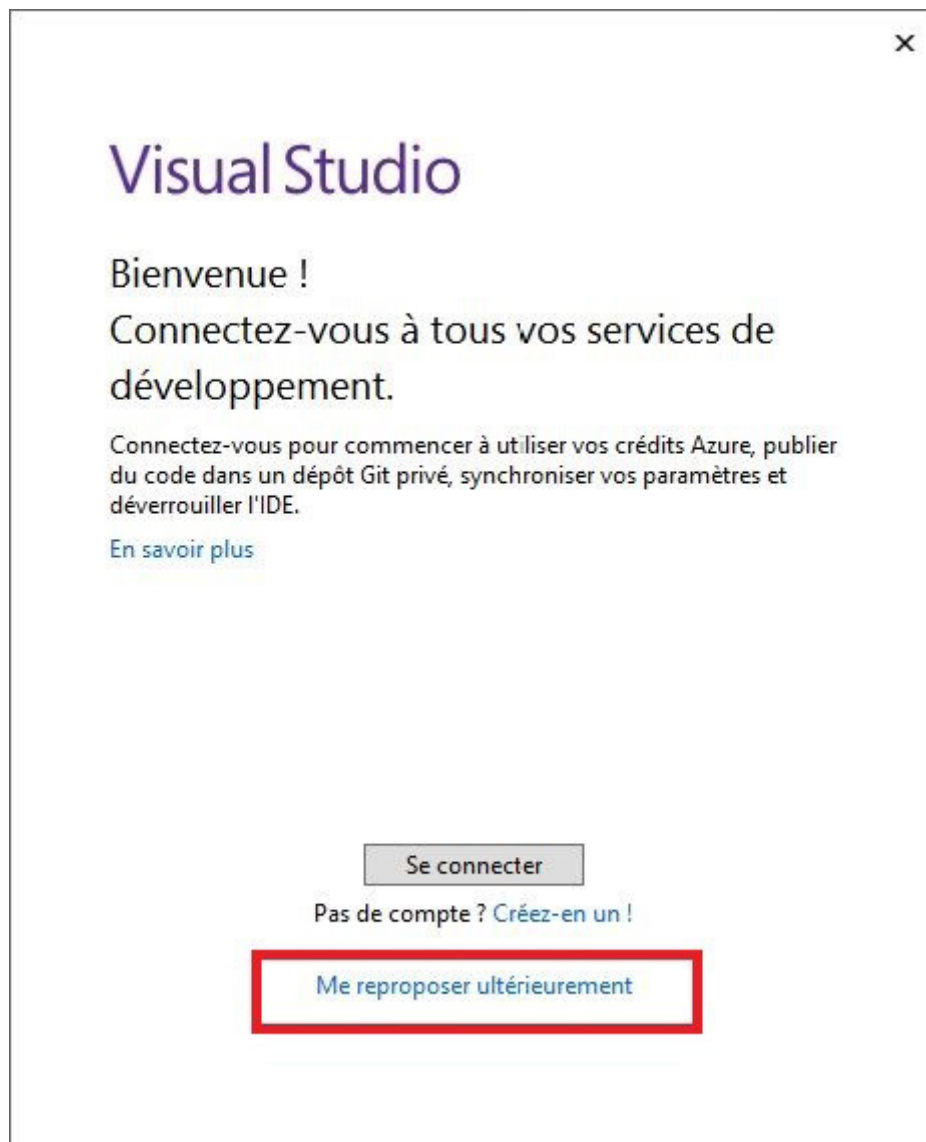 Visual Studio
Bienvenue !
Connectez-vous à tous vos services de
développement.
Connectez-vous pour commencer à utiliser vos crédits Azure, publier
du code dans un dépôt Git privé, synchroniser vos paramètres et
déverrouiller l'IDE.
En savoir plus
Se connecter
Pas de compte ? Créez-en un !
Me reproposer ultérieurement